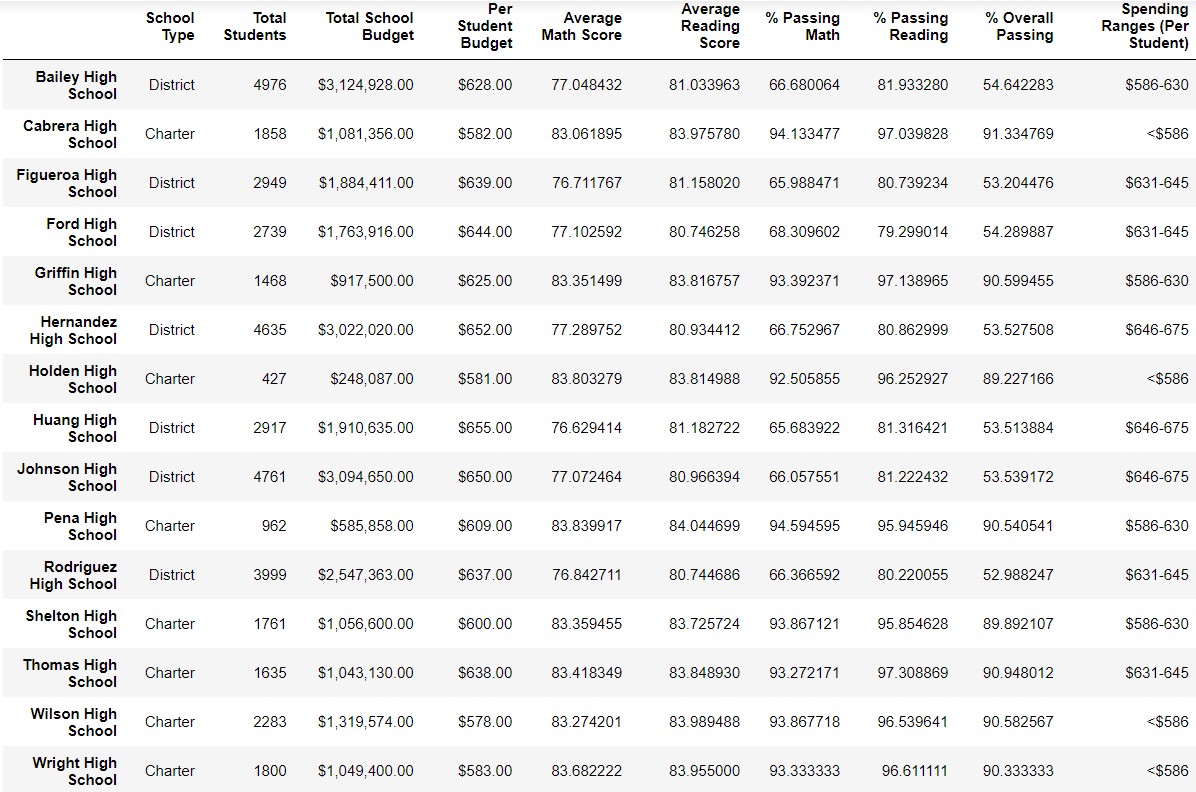 School Type Total Students Total School Budget Per Student Budget Average Math Score Average Reading Score % Passing Math % Passing Reading % Overall Passing Spending Ranges (Per Student)
Bailey High School District 4976 $3,124,928.00 $628.00 77.048432 81.033963 66.680064 81.933280 54.642283 $586-630
Cabrera High School Charter 1858 $1,081,356.00 $582.00 83.061895 83.975780 94.133477 97.039828 91.334769 <$586
Figueroa High School District 2949 $1,884,411.00 $639.00 76.711767 81.158020 65.988471 80.739234 53.204476 $631-645
Ford High School District 2739 $1,763,916.00 $644.00 77.102592 80.746258 68.309602 79.299014 54.289887 $631-645
Griffin High School Charter 1468 $917,500.00 $625.00 83.351499 83.816757 93.392371 97.138965 90.599455 $586-630
Hernandez High School District 4635 $3,022,020.00 $652.00 77.289752 80.934412 66.752967 80.862999 53.527508 $646-675
Holden High School Charter 427 $248,087.00 $581.00 83.803279 83.814988 92.505855 96.252927 89.227166 <$586
Huang High School District 2917 $1,910,635.00 $655.00 76.629414 81.182722 65.683922 81.316421 53.513884 $646-675
Johnson High School District 4761 $3,094,650.00 $650.00 77.072464 80.966394 66.057551 81.222432 53.539172 $646-675
Pena High School Charter 962 $585,858.00 $609.00 83.839917 84.044699 94.594595 95.945946 90.540541 $586-630
Rodriguez High School District 3999 $2,547,363.00 $637.00 76.842711 80.744686 66.366592 80.220055 52.988247 $631-645
Shelton High School Charter 1761 $1,056,600.00 $600.00 83.359455 83.725724 93.867121 95.854628 89.892107 $586-630
Thomas High School Charter 1635 $1,043,130.00 $638.00 83.418349 83.848930 93.272171 97.308869 90.948012 $631-645
Wilson High School Charter 2283 $1,319,574.00 $578.00 83.274201 83.989488 93.867718 96.539641 90.582567 <$586
Wright High School Charter 1800 $1,049,400.00 $583.00 83.682222 83.955000 93.333333 96.611111 90.333333 <$586